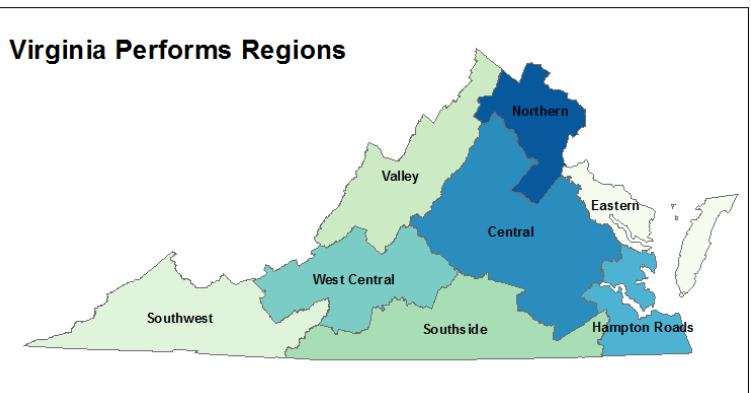 Virginia Performs Regions
Northern
Valley
Eastern
Central
West Central
Southwest
Southside
Hampton Roads